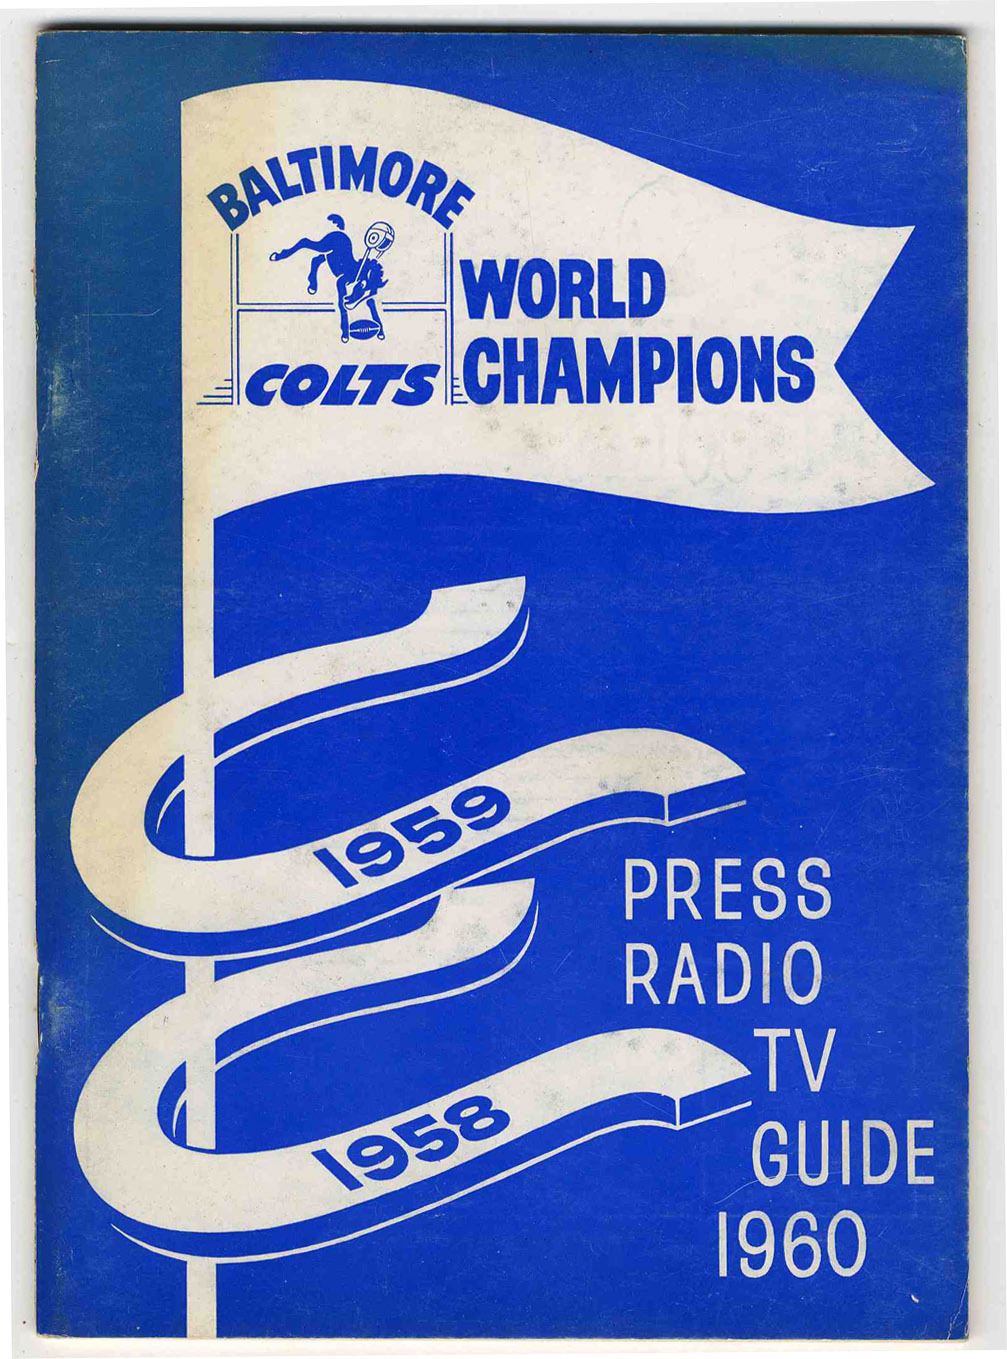 BALTIMORE
COLTS
WORLD
CHAMPIONS
1959
1958
PRESS
RADIO
TV
GUIDE
1960